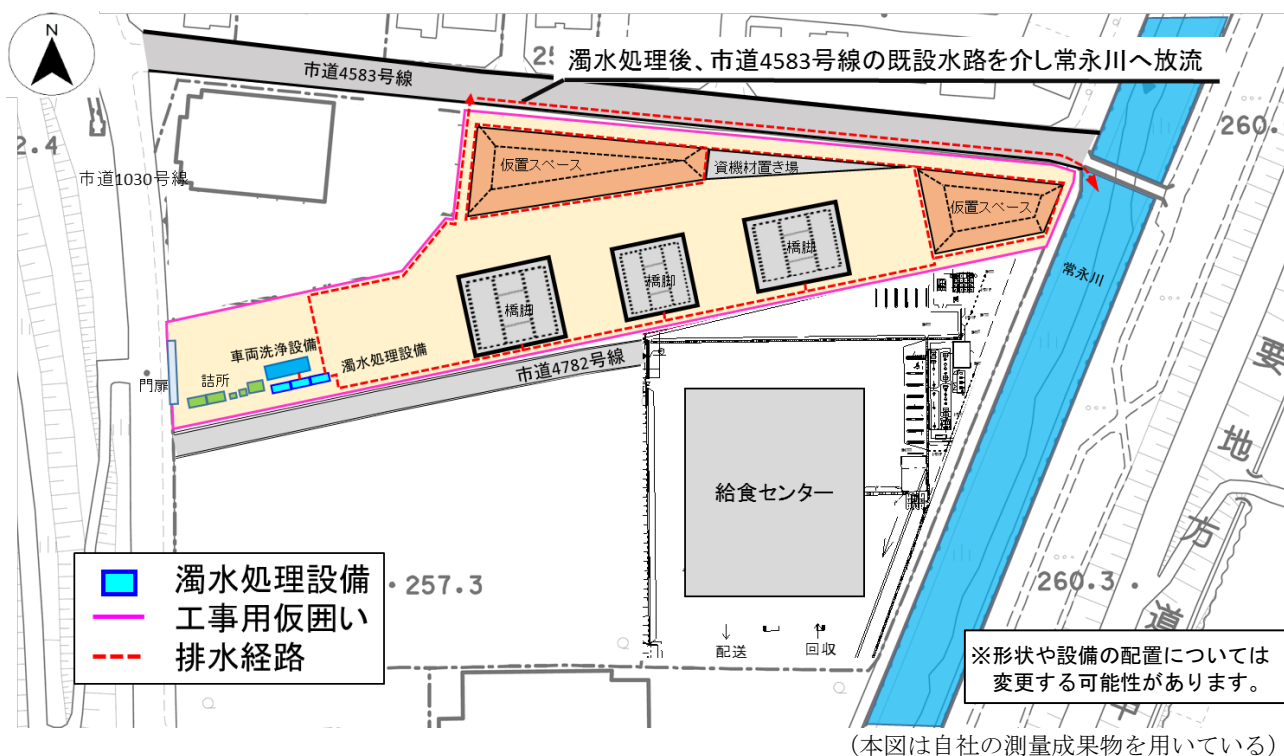 N
25
濁水処理後、市道4583号線の既設水路を介し常永川へ放流
市道4583号線
260.
2.4
市道1030号線
仮置スペース
資機材置き場
仮置スペース
橋脚
橋脚
橋脚
常永川
車両洗浄設備
濁水処理設備
詰所
門扉
市道4782号線
要
地
方
道
中
給食センター
濁水処理設備
工事用仮囲い
排水経路
257.3
260.3
配送
回収
※形状や設備の配置については
変更する可能性があります。
(本図は自社の測量成果物を用いている)